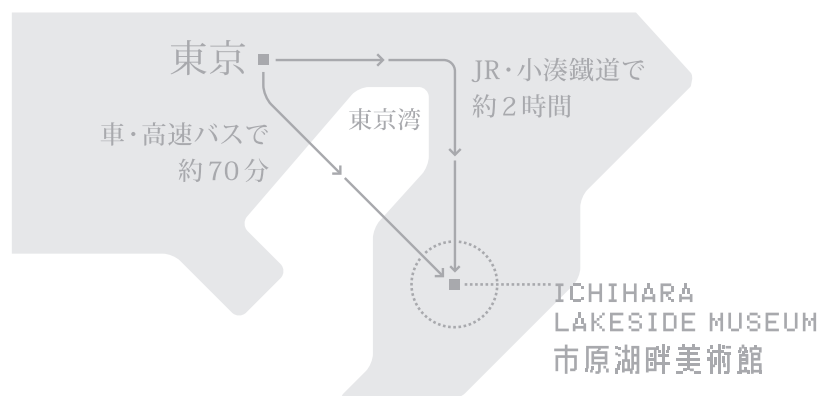 東京
JR・小湊鐵道で
約2時間
東京湾
車・高速バスで
約70分
ICHIHARA
LAKESIDE MUSEUM
市原湖畔美術館